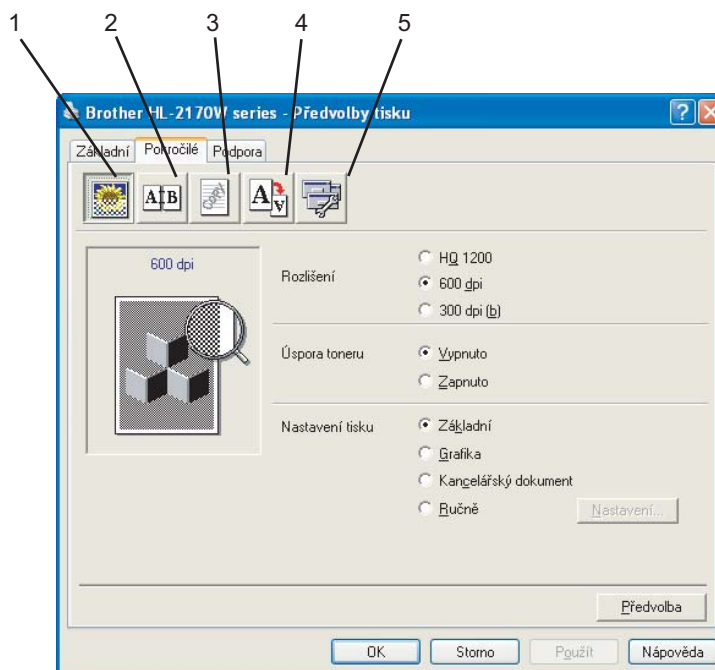 1 2 3 4 5
Brother HL-2170W series - Předvolby tisku
Základní Pokročilé Podpora
A B COPY A A
600 dpi
Rozlišení
HQ 1200
600 dpi
300 dpi (b)
Úspora toneru
Vypnuto
Zapnuto
Nastavení tisku
Základní
Grafika
Kancelářský dokument
Ručně
Nastavení...
Předvolba
OK Storno Použít Nápověda